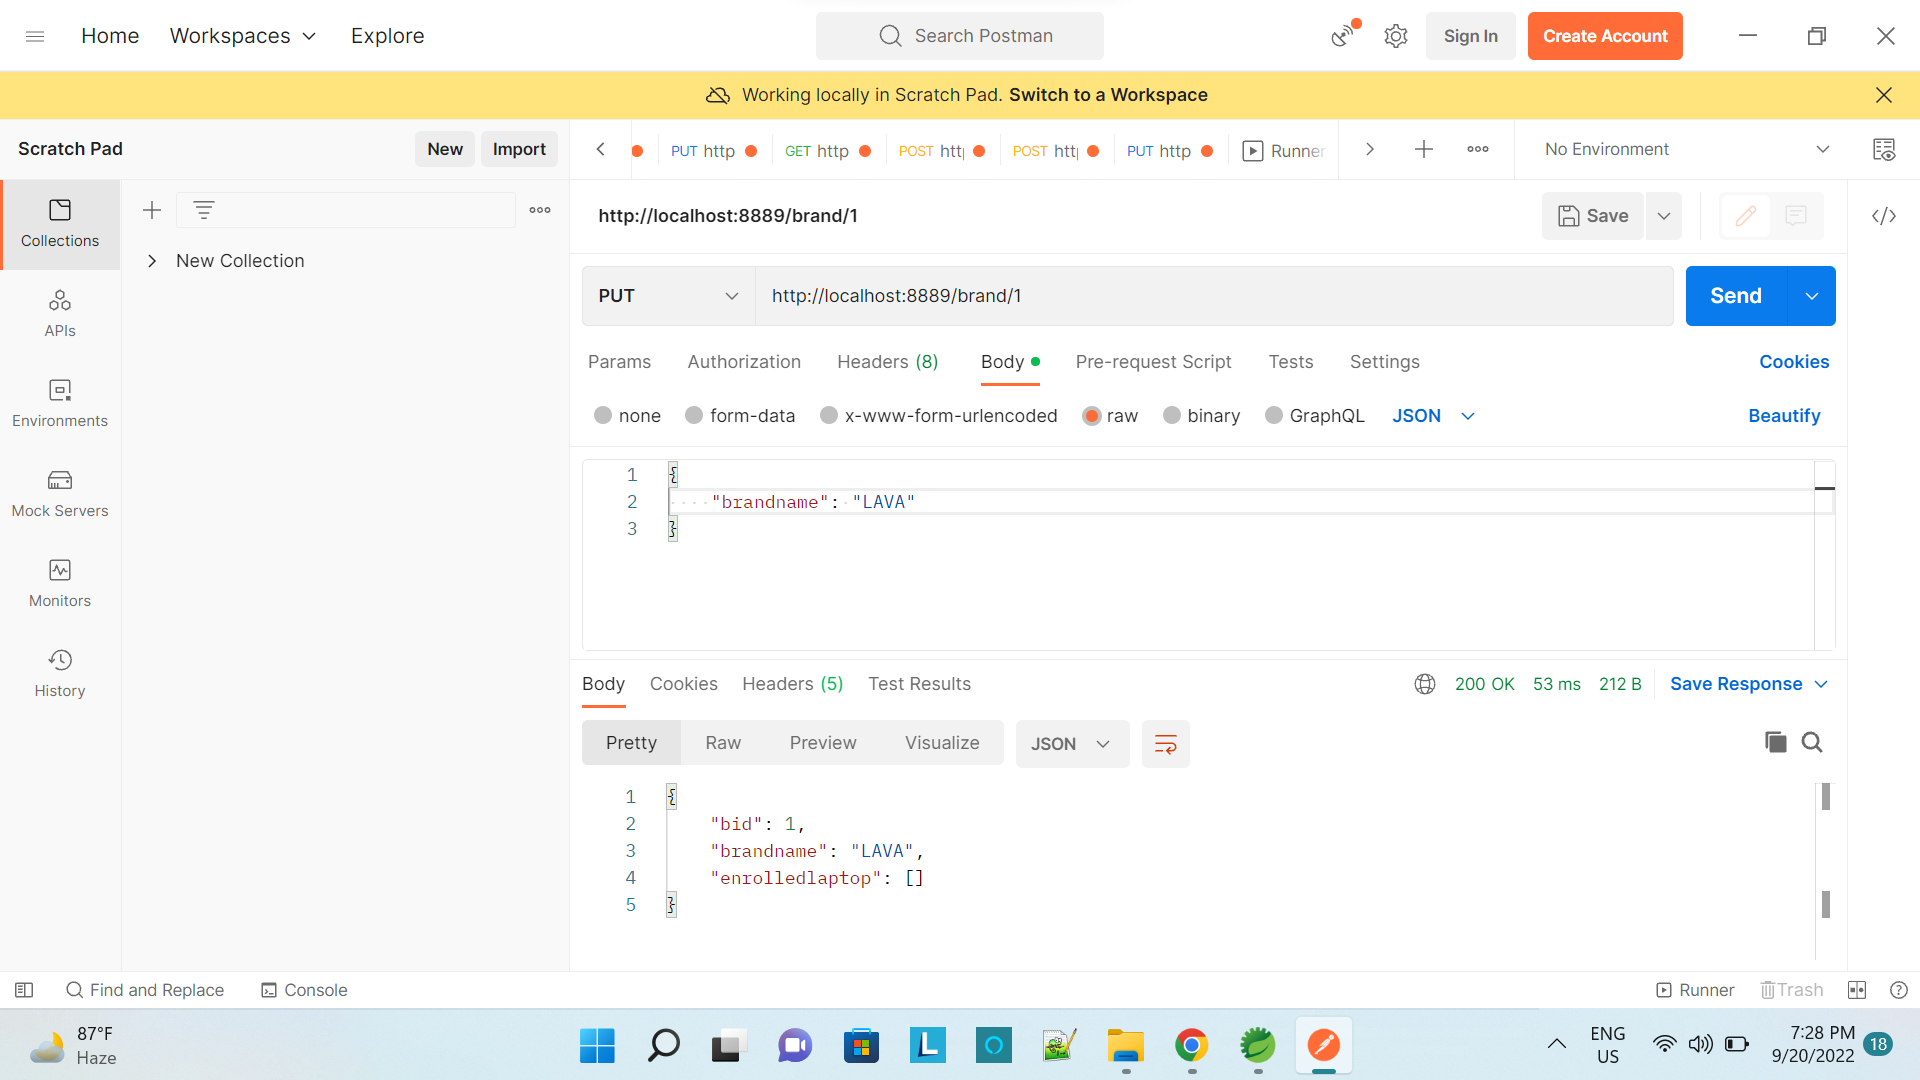 Home Workspaces Explore Search Postman Sign In Create Account
Working locally in Scratch Pad. Switch to a Workspace
Scratch Pad New Import PUT http GET http POST htt POST htt PUT http Runner No Environment
http://localhost:8889/brand/1 Save
Collections
New Collection
PUT http://localhost:8889/brand/1 Send
APIs
Params Authorization Headers (8) Body Pre-request Script Tests Settings Cookies
Environments
none form-data x-www-form-urlencoded raw binary GraphQL JSON Beautify
1 {
2 "brandname": "LAVA"
3 }
Mock Servers
Monitors
History
Body Cookies Headers (5) Test Results 200 OK 53 ms 212 B Save Response
Pretty Raw Preview Visualize JSON
1 {
2 "bid": 1,
3 "brandname": "LAVA",
4 "enrolledlaptop": []
5 }
Find and Replace Console Runner Trash
87°F
Haze
L
ENG
US
7:28 PM
9/20/2022
18